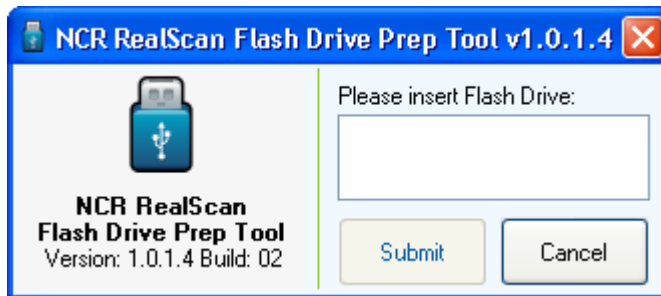 NCR RealScan Flash Drive Prep Tool v1.0.1.4
NCR RealScan
Flash Drive Prep Tool
Version: 1.0.1.4 Build: 02
Please insert Flash Drive:
Submit
Cancel